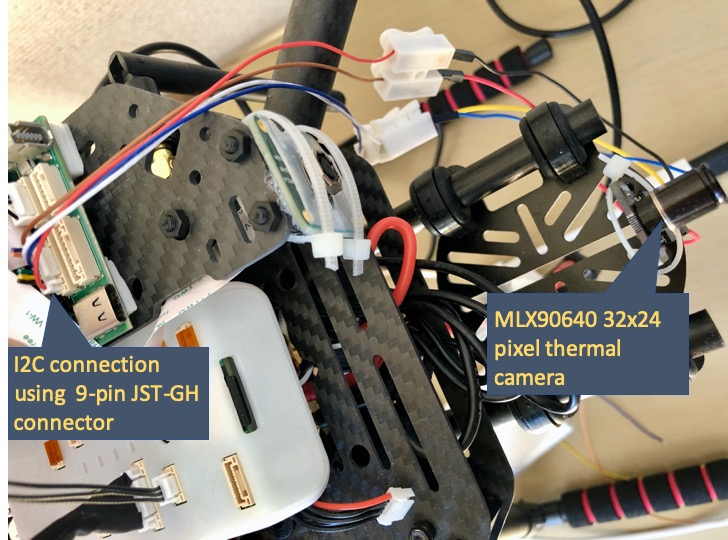 I2C connection
using 9-pin JST-GH
connector
MLX90640 32x24
pixel thermal
camera